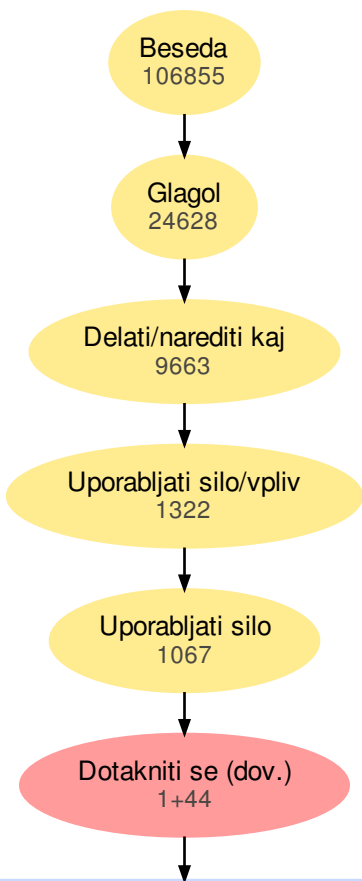 Beseda
106855
Glagol
24628
Delati/narediti kaj
9663
Uporabljati silo/vpliv
1322
Uporabljati silo
1067
Dotakniti se (dov.)
1+44